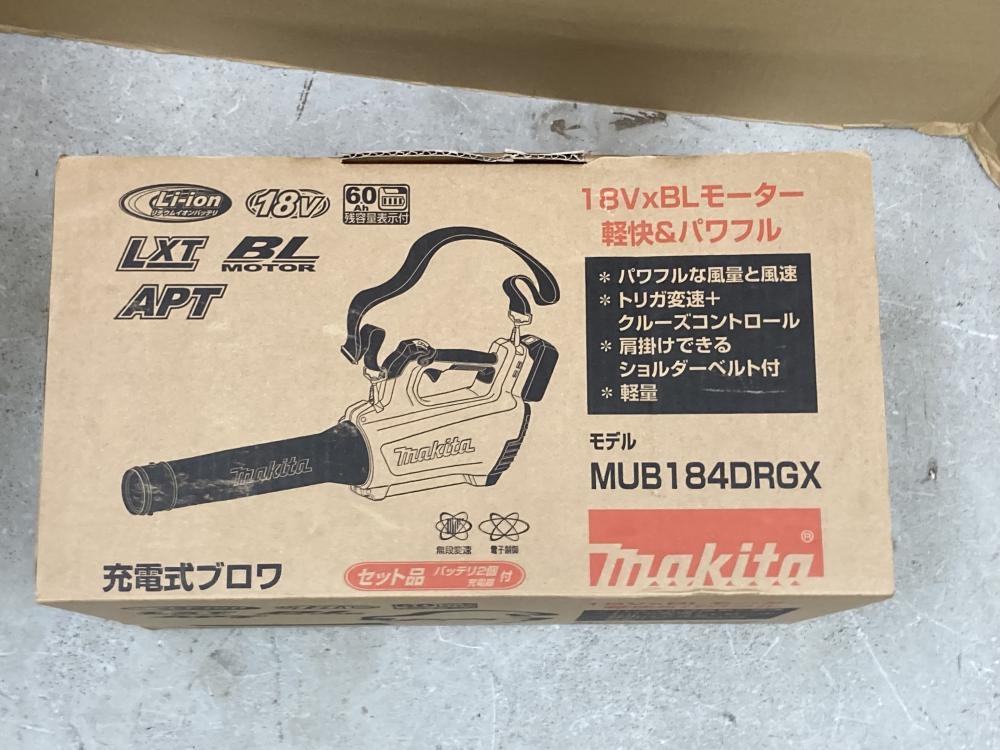 Li-ion
リチウムイオンバッテリ
18V
6.0
Ah
残容量表示付
LXT
BL
MOTOR
APT
18VxBLモーター
軽快&パワフル
* パワフルな風量と風速
* トリガ変速+
クルーズコントロール
* 肩掛けできる
ショルダーベルト付
* 軽量
makita
makita
モデル
MUB184DRGX
無段変速
電子制御
充電式ブロワ
セット品 バッテリ2個
充電器 付
makita®